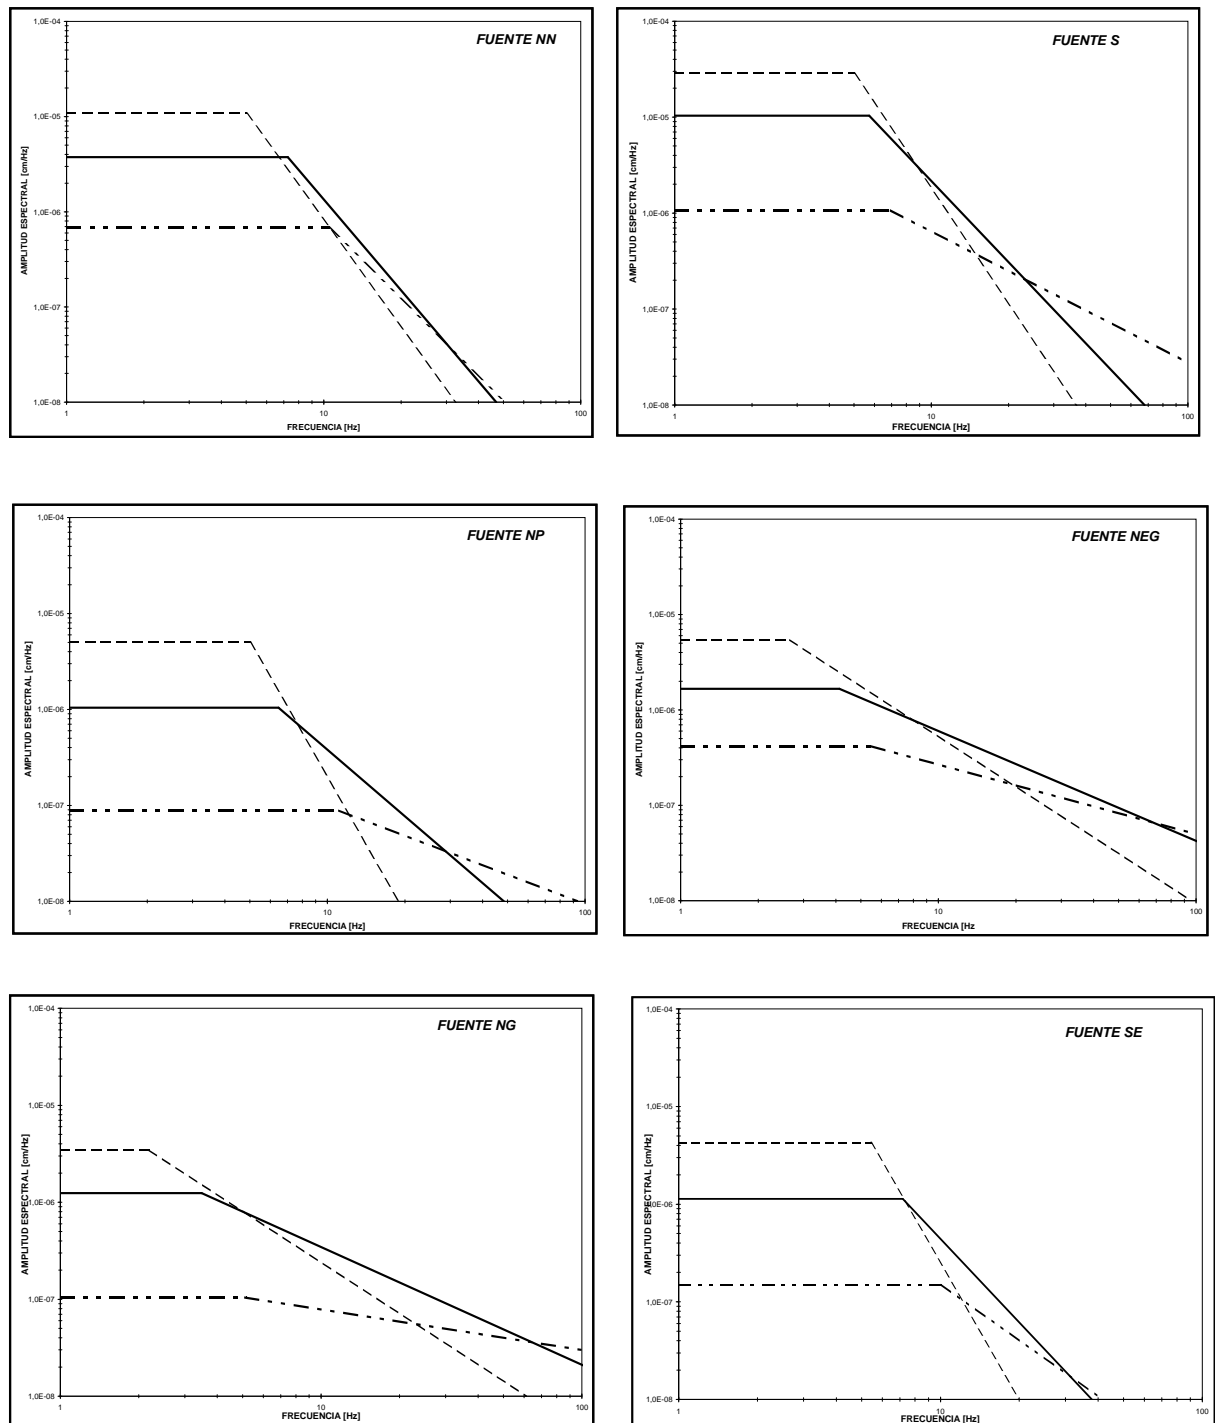 FUENTE NN
AMPLITUD ESPECTRAL [cm/Hz]
1,0E-04
1,0E-05
1,0E-06
1,0E-07
1,0E-08
1
10
100
FRECUENCIA [Hz]
FUENTE S
AMPLITUD ESPECTRAL [cm/Hz]
1,0E-04
1,0E-05
1,0E-06
1,0E-07
1,0E-08
1
10
100
FRECUENCIA [Hz]
FUENTE NP
AMPLITUD ESPECTRAL [cm/Hz]
1,0E-04
1,0E-05
1,0E-06
1,0E-07
1,0E-08
1
10
100
FRECUENCIA [Hz]
FUENTE NEG
AMPLITUD ESPECTRAL [cm/Hz]
1,0E-04
1,0E-05
1,0E-06
1,0E-07
1,0E-08
1
10
100
FRECUENCIA [Hz
FUENTE NG
AMPLITUD ESPECTRAL [cm/Hz]
1,0E-04
1,0E-05
1,0E-06
1,0E-07
1,0E-08
1
10
100
FRECUENCIA [Hz]
FUENTE SE
AMPLITUD ESPECTRAL [cm/Hz]
1,0E-04
1,0E-05
1,0E-06
1,0E-07
1,0E-08
1
10
100
FRECUENCIA [Hz]